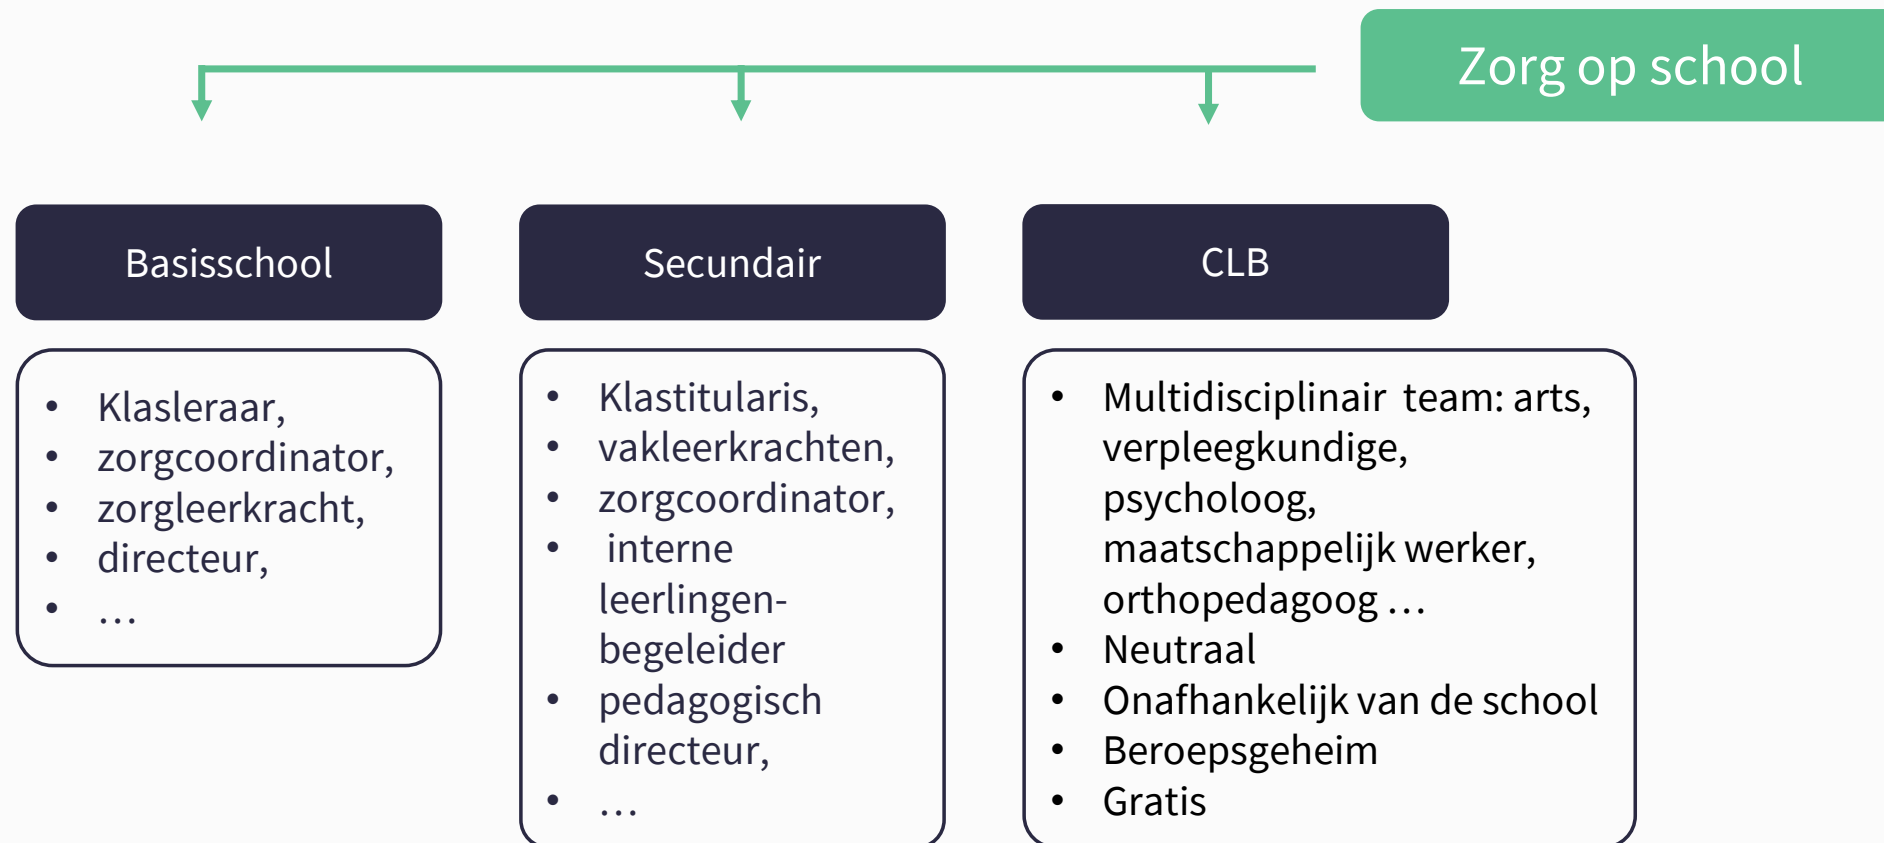 Zorg op school
Basisschool
• Klasleraar,
• zorgcoordinator,
• zorgleerkracht,
• directeur,
• …
Secundair
• Klastitularis,
• vakleerkrachten,
• zorgcoordinator,
• interne
leerlingen-
begeleider
• pedagogisch
directeur,
• …
CLB
• Multidisciplinair team: arts,
verpleegkundige,
psycholoog,
maatschappelijk werker,
orthopedagoog …
• Neutraal
• Onafhankelijk van de school
• Beroepsgeheim
• Gratis